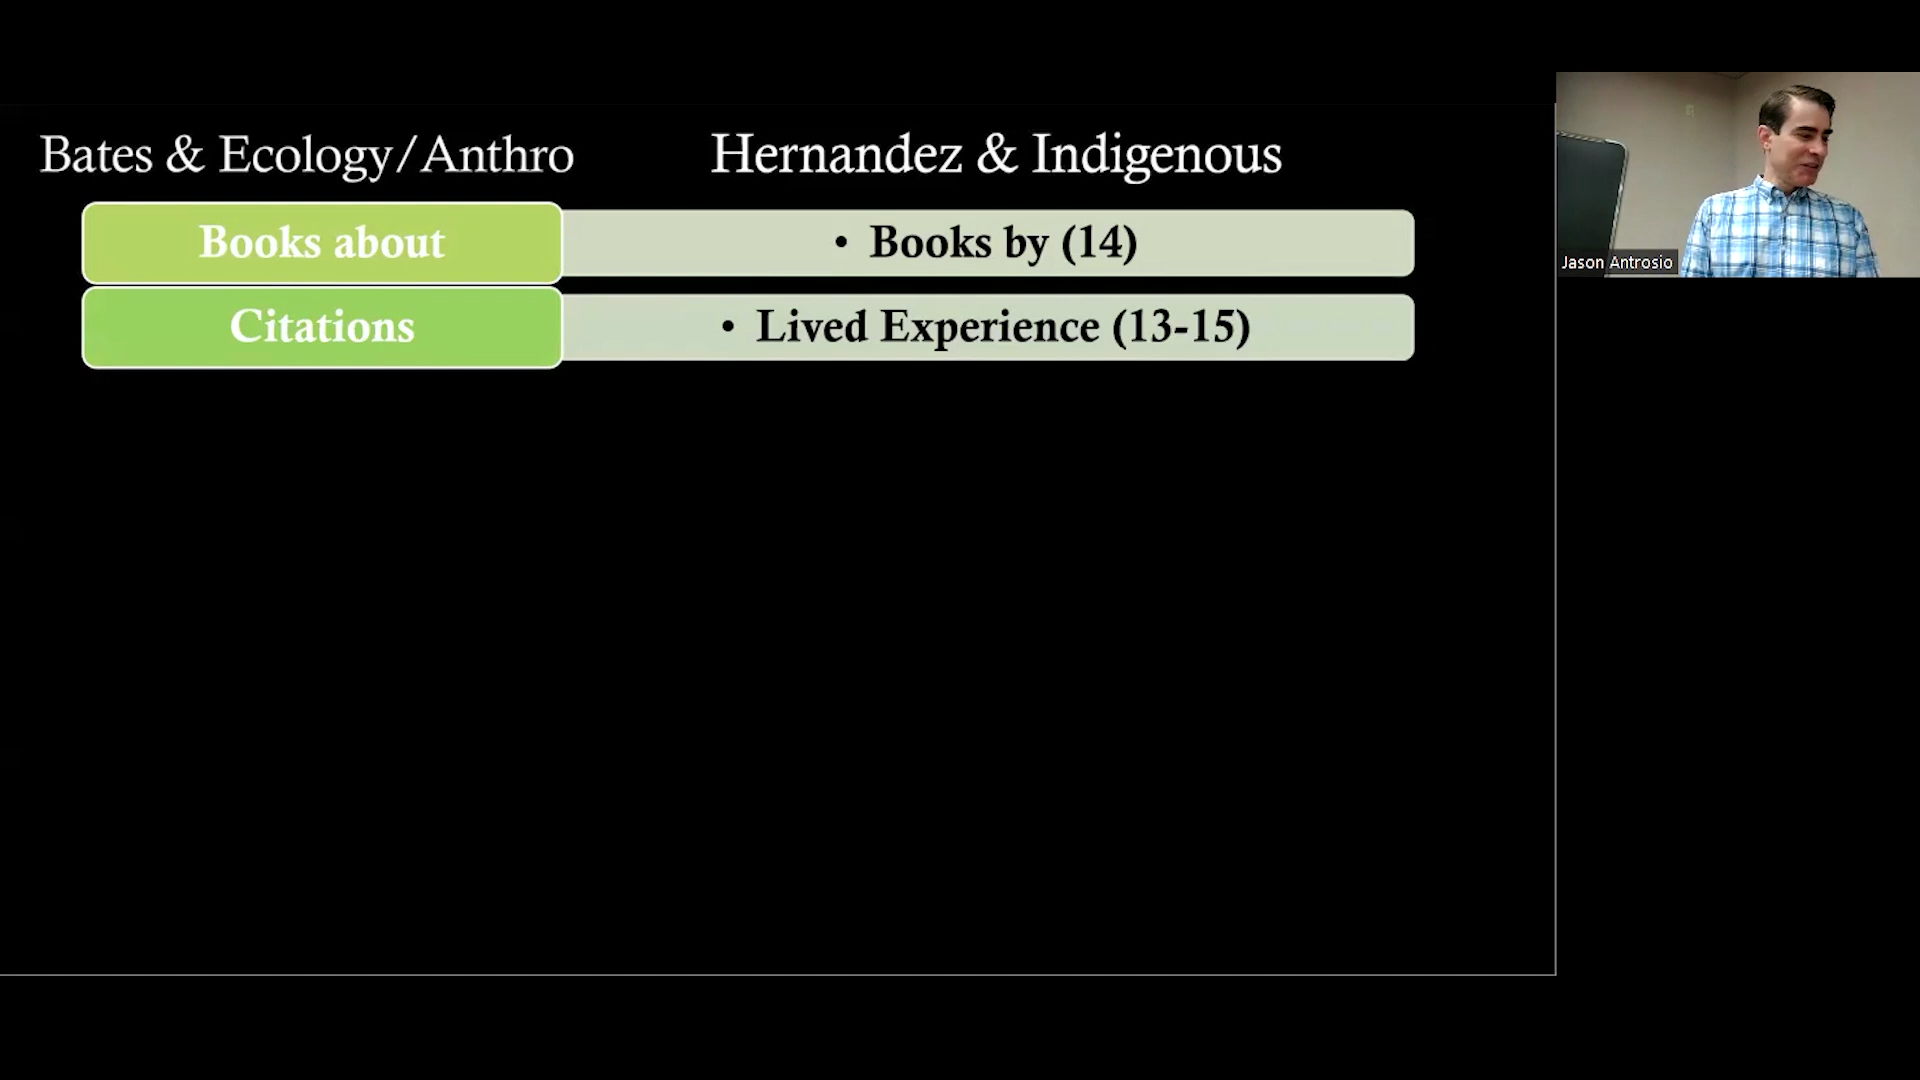 Bates & Ecology/Anthro
Hernandez & Indigenous
Books about
• Books by (14)
Citations
• Lived Experience (13-15)
Jason Antrosio